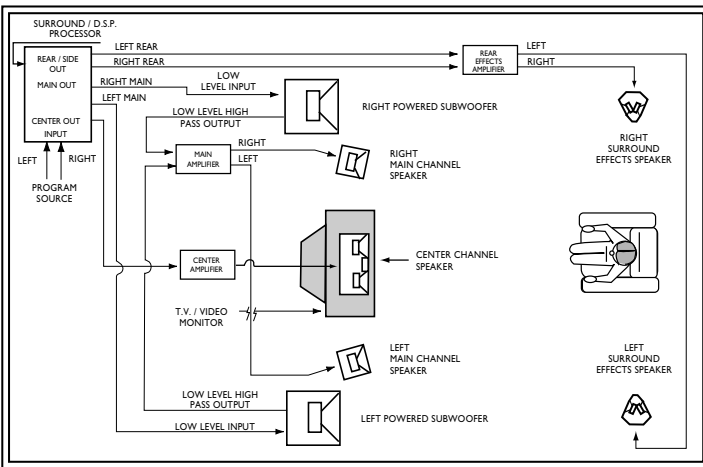 SURROUND / D.S.P.
PROCESSOR
REAR / SIDE
OUT
MAIN OUT
CENTER OUT
INPUT
LEFT
RIGHT
PROGRAM
SOURCE
LEFT REAR
RIGHT REAR
RIGHT MAIN
LEFT MAIN
LOW
LEVEL INPUT
LOW LEVEL HIGH
PASS OUTPUT
RIGHT POWERED SUBWOOFER
REAR
EFFECTS
AMPLIFIER
LEFT
RIGHT
RIGHT
SURROUND
EFFECTS SPEAKER
MAIN
AMPLIFIER
RIGHT
LEFT
RIGHT
MAIN CHANNEL
SPEAKER
CENTER
AMPLIFIER
CENTER CHANNEL
SPEAKER
T.V. / VIDEO
MONITOR
LEFT
MAIN CHANNEL
SPEAKER
LEFT
SURROUND
EFFECTS SPEAKER
LOW LEVEL HIGH
PASS OUTPUT
LOW LEVEL INPUT
LEFT POWERED SUBWOOFER